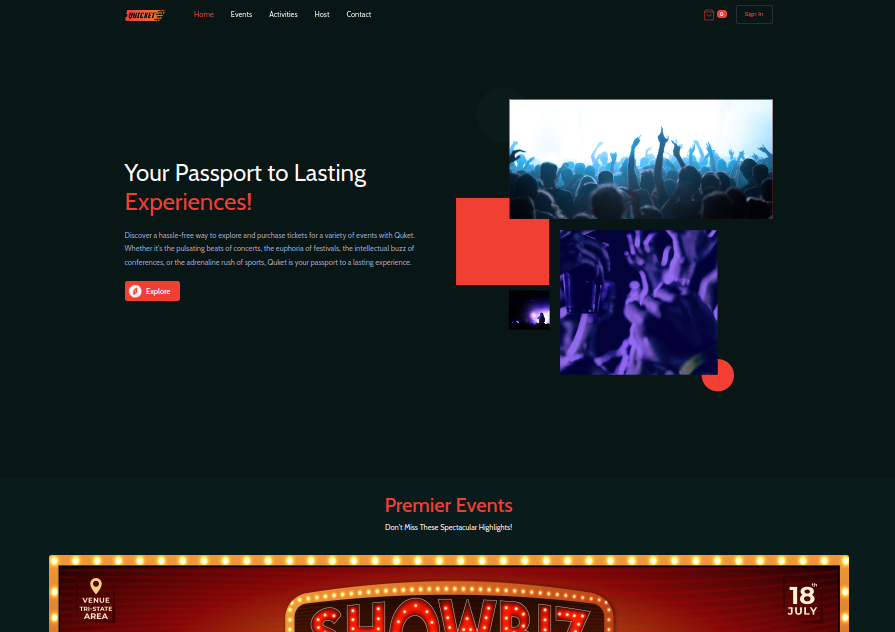 QUICKET
Home
Events
Activities
Host
Contact
0
Sign In
Your Passport to Lasting
Experiences!
Discover a hassle-free way to explore and purchase tickets for a variety of events with Quket.
Whether it's the pulsating beats of concerts, the euphoria of festivals, the intellectual buzz of
conferences, or the adrenaline rush of sports, Quket is your passport to a lasting experience.
Explore
Premier Events
Don't Miss These Spectacular Highlights!
VENUE
TRI-STATE
AREA
SHOWBIZ
18th
JULY